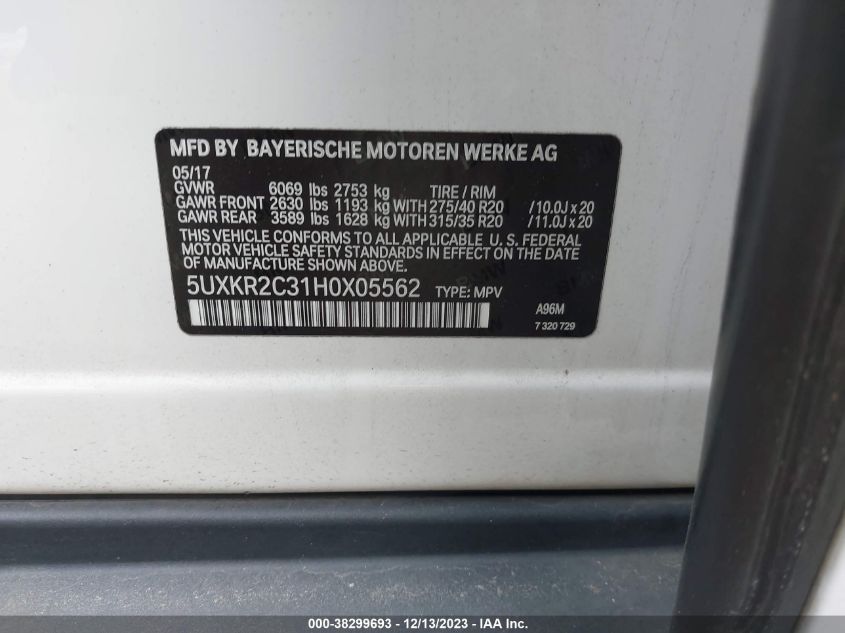 MFD BY BAYERISCHE MOTOREN WERKE AG
05/17
GVWR 6069 lbs 2753 kg TIRE / RIM
GAWR FRONT 2630 lbs 1193 kg WITH 275/40 R20 /10.0J x 20
GAWR REAR 3589 lbs 1628 kg WITH 315/35 R20 /11.0J x 20
THIS VEHICLE CONFORMS TO ALL APPLICABLE U. S. FEDERAL
MOTOR VEHICLE SAFETY STANDARDS IN EFFECT ON THE DATE
OF MANUFACTURE SHOWN ABOVE.
5UXKR2C31H0X05562 TYPE: MPV
A96M
7 320 729
000-38299693 - 12/13/2023 - IAA Inc.